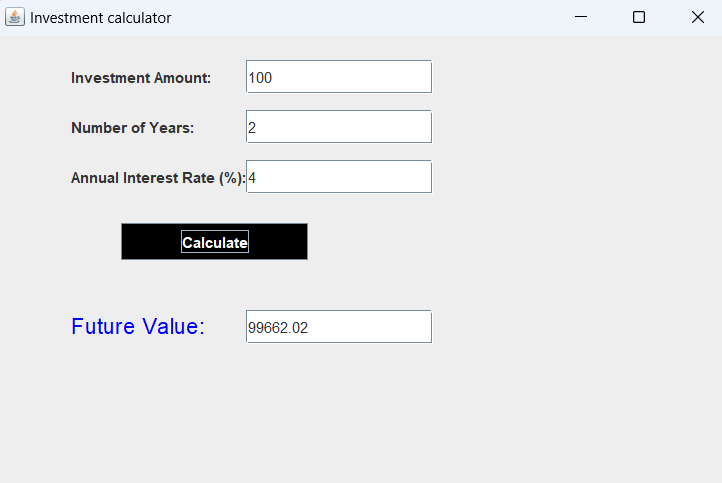 Investment calculator
Investment Amount: 100
Number of Years: 2
Annual Interest Rate (%): 4
Calculate
Future Value: 99662.02